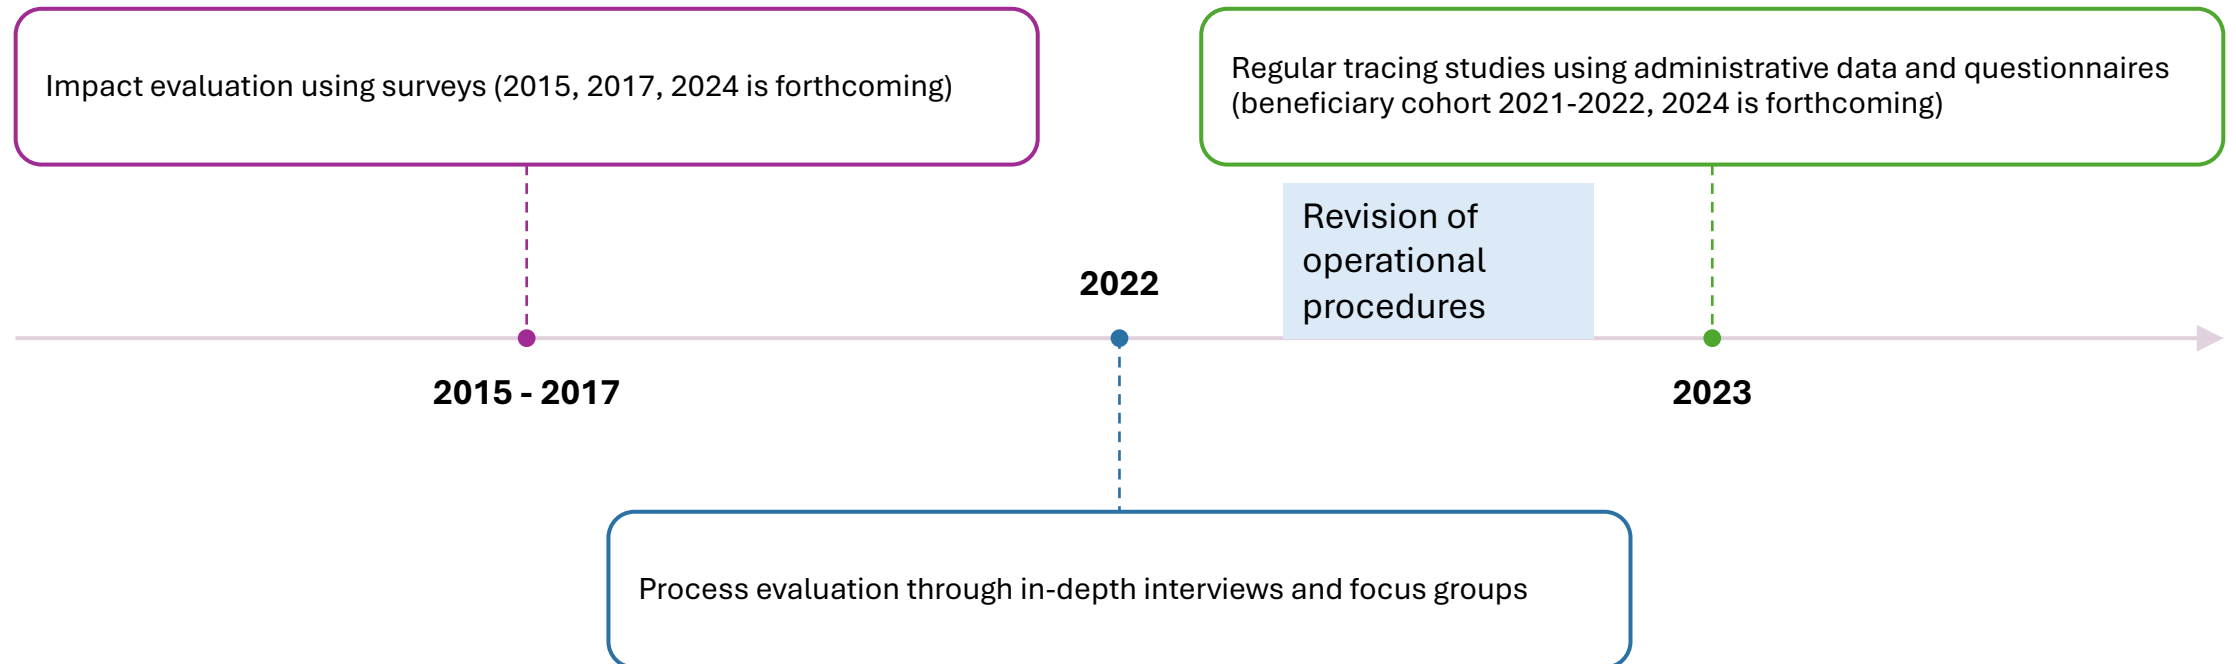 Impact evaluation using surveys (2015, 2017, 2024 is forthcoming)
Regular tracing studies using administrative data and questionnaires
(beneficiary cohort 2021-2022, 2024 is forthcoming)
Revision of
operational
procedures
2022
2015 - 2017
2023
Process evaluation through in-depth interviews and focus groups